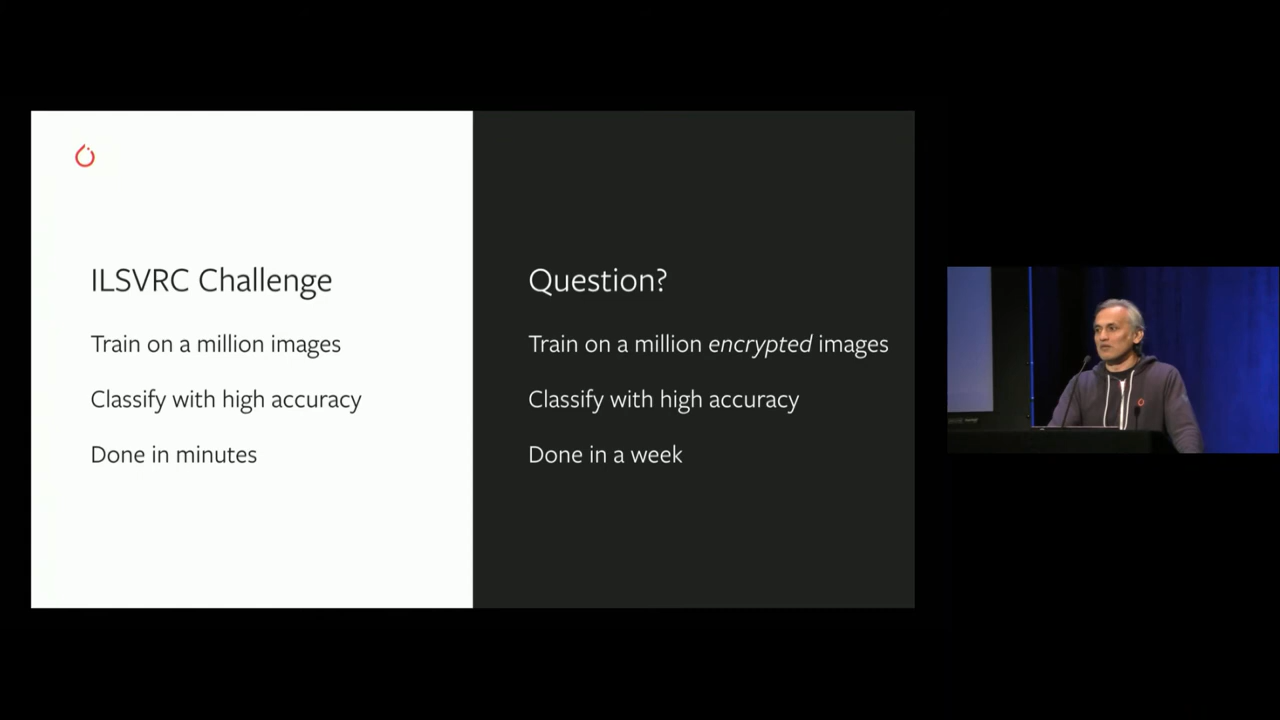 ILSVRC Challenge
Train on a million images
Classify with high accuracy
Done in minutes
Question?
Train on a million encrypted images
Classify with high accuracy
Done in a week